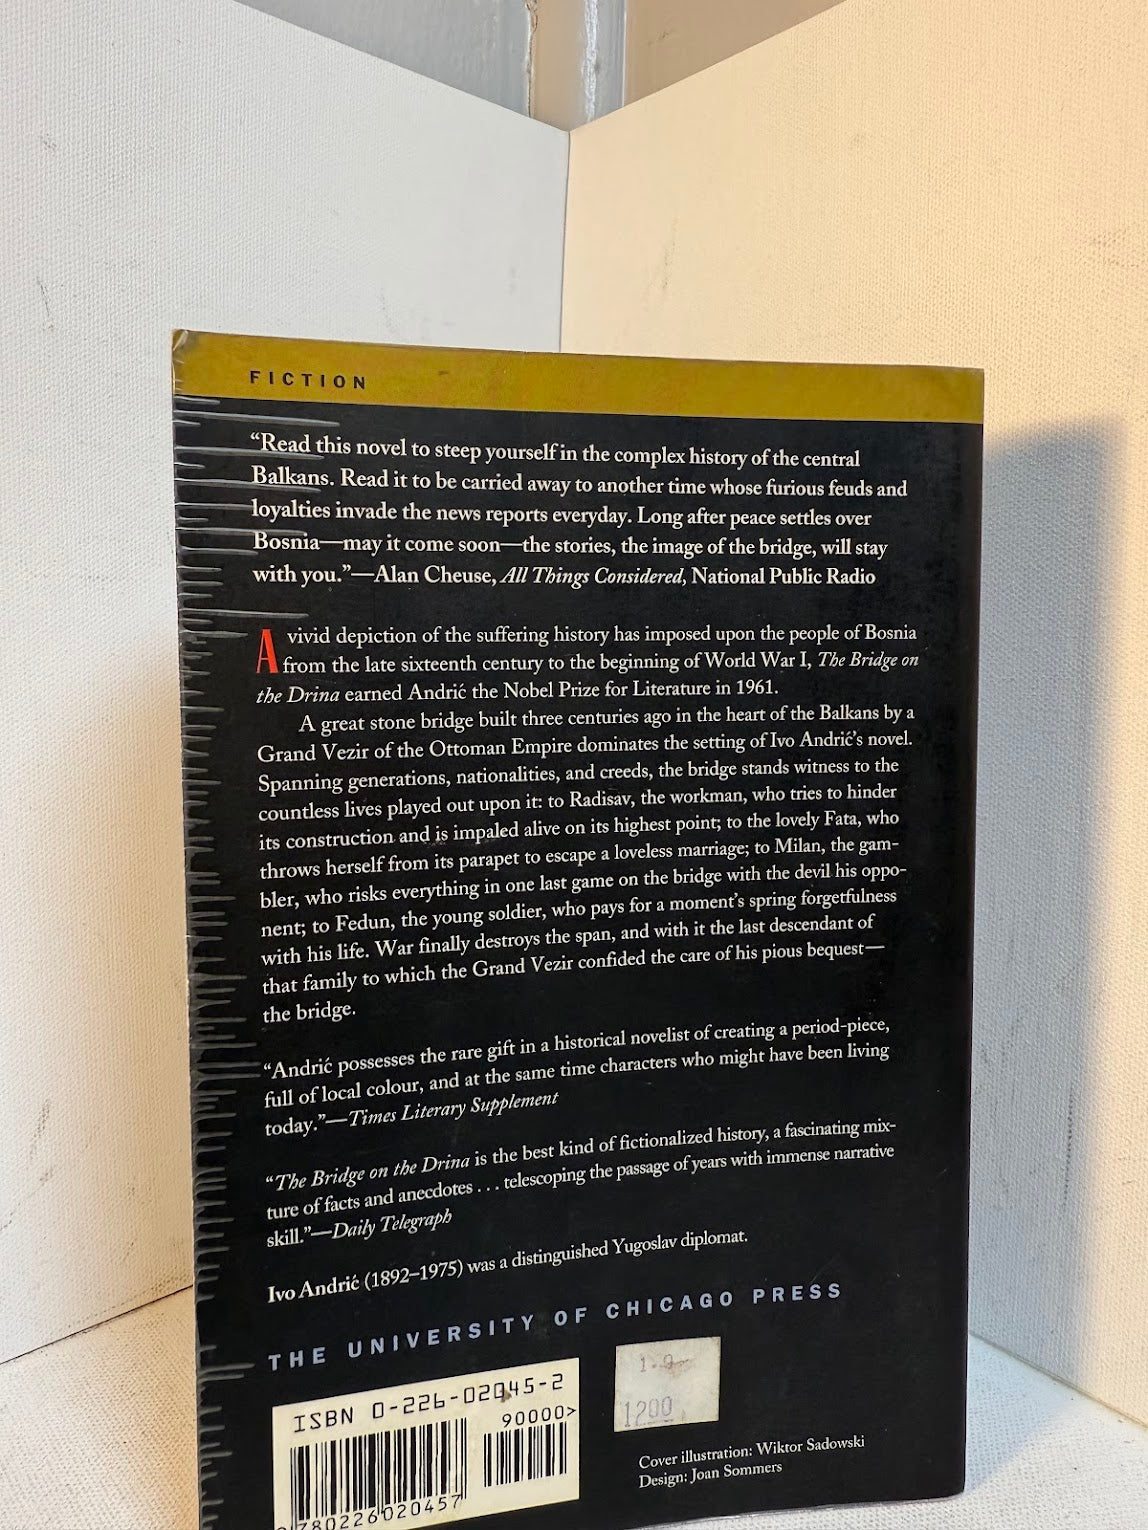 FICTION
“Read this novel to steep yourself in the complex history of the central
Balkans. Read it to be carried away to another time whose furious feuds and
loyalties invade the news reports everyday. Long after peace settles over
Bosnia—may it come soon—the stories, the image of the bridge, will stay
with you.”—Alan Cheuse, All Things Considered, National Public Radio
A vivid depiction of the suffering history has imposed upon the people of Bosnia
from the late sixteenth century to the beginning of World War I, The Bridge on
the Drina earned Andrić the Nobel Prize for Literature in 1961.
A great stone bridge built three centuries ago in the heart of the Balkans by a
Grand Vezir of the Ottoman Empire dominates the setting of Ivo Andrić’s novel.
Spanning generations, nationalities, and creeds, the bridge stands witness to the
countless lives played out upon it: to Radisav, the workman, who tries to hinder
its construction and is impaled alive on its highest point; to the lovely Fata, who
throws herself from its parapet to escape a loveless marriage; to Milan, the gam-
bler, who risks everything in one last game on the bridge with the devil his oppo-
nent; to Fedun, the young soldier, who pays for a moment’s spring forgetfulness
with his life. War finally destroys the span, and with it the last descendant of
that family to which the Grand Vezir confided the care of his pious bequest—
the bridge.
“Andrić possesses the rare gift in a historical novelist of creating a period-piece,
full of local colour, and at the same time characters who might have been living
today.”—Times Literary Supplement
“The Bridge on the Drina is the best kind of fictionalized history, a fascinating mix-
ture of facts and anecdotes . . . telescoping the passage of years with immense narrative
skill.”—Daily Telegraph
Ivo Andrić (1892–1975) was a distinguished Yugoslav diplomat.
THE UNIVERSITY OF CHICAGO PRESS
ISBN 0-226-02045-2
90000>
9780226020457
1200
Cover illustration: Wiktor Sadowski
Design: Joan Sommers